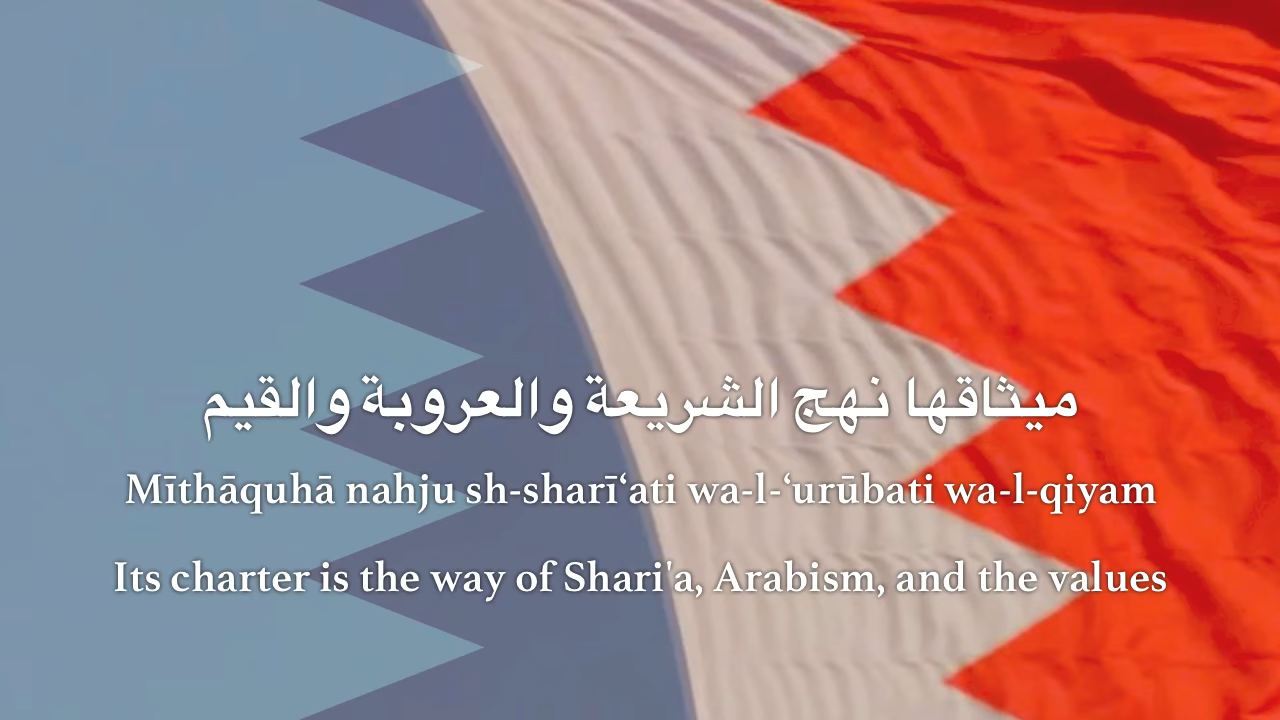 ميثاقها نهج الشريعة والعروبة والقيم
Mīthāquhā nahju sh-sharī‘ati wa-l-‘urūbati wa-l-qiyam
Its charter is the way of Shari'a, Arabism, and the values